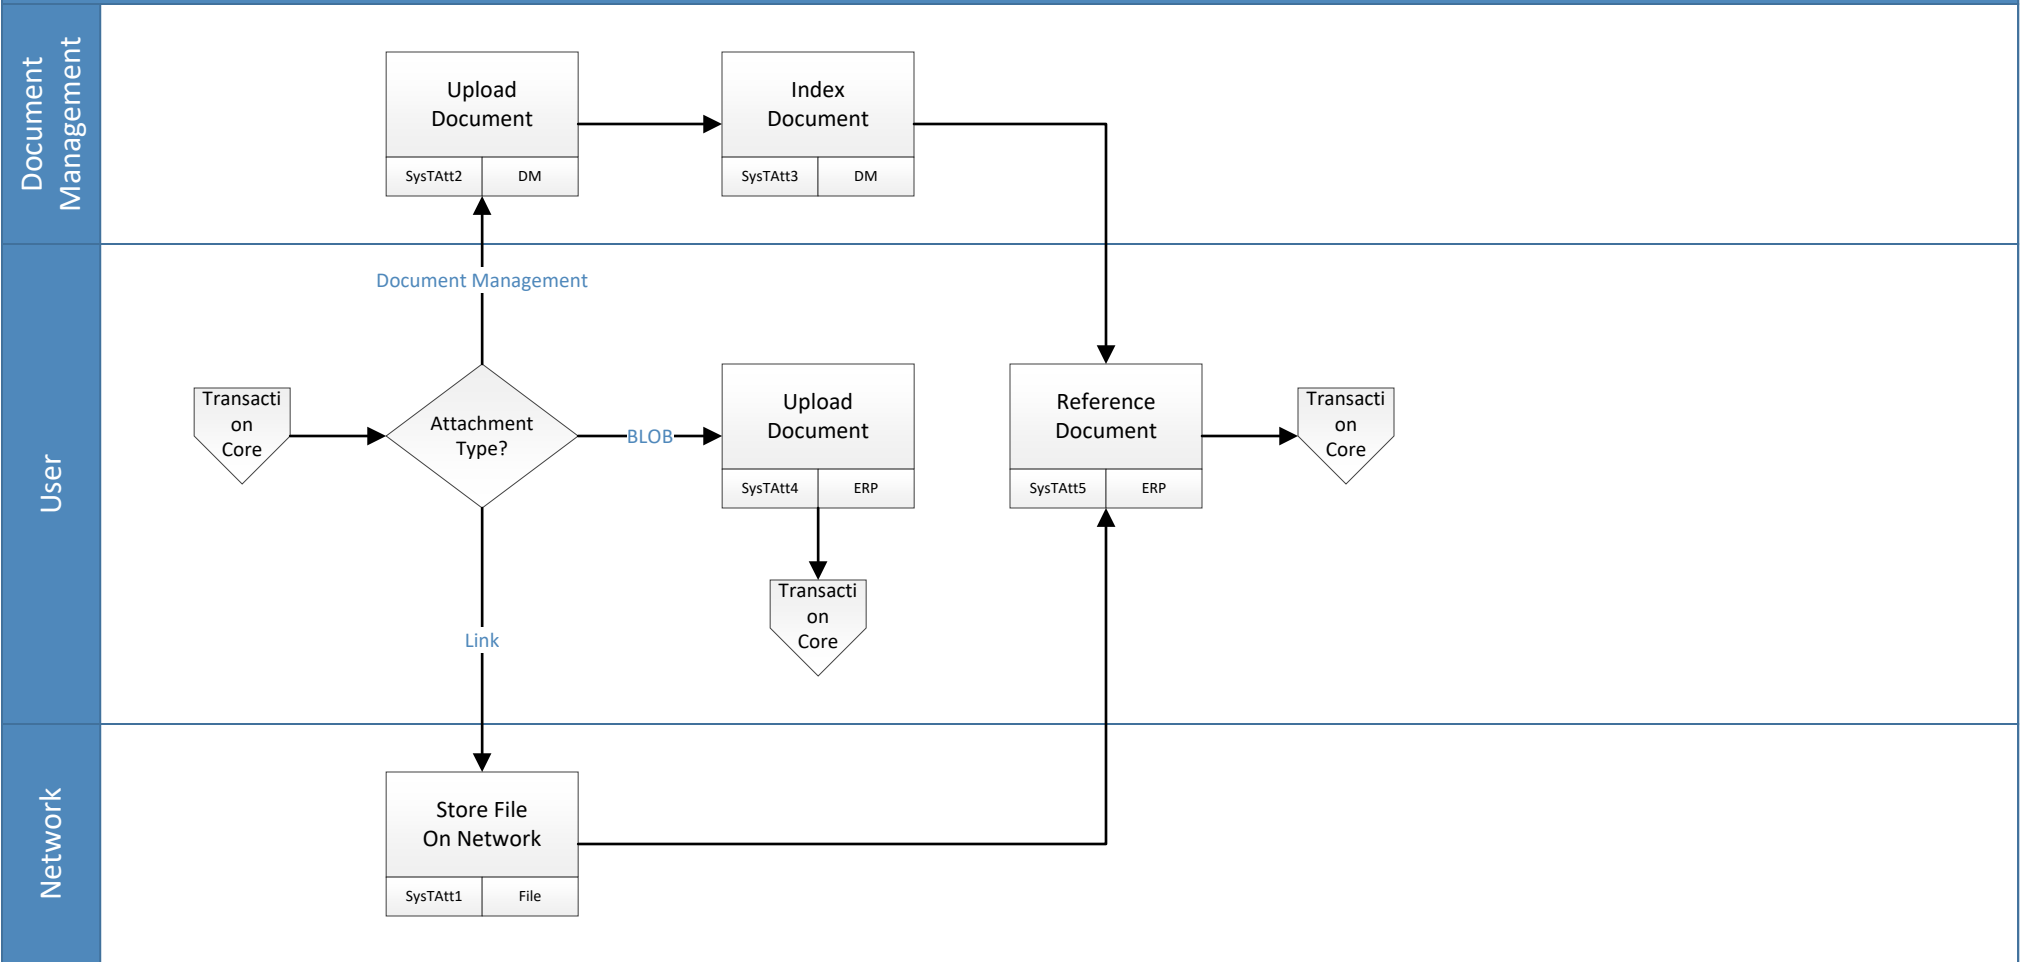 Document
Management
Upload
Document
SysTAtt2
DM
Index
Document
SysTAtt3
DM
User
Document Management
Transacti
on
Core
Attachment
Type?
BLOB
Upload
Document
SysTAtt4
ERP
Reference
Document
SysTAtt5
ERP
Transacti
on
Core
Transacti
on
Core
Link
Network
Store File
On Network
SysTAtt1
File